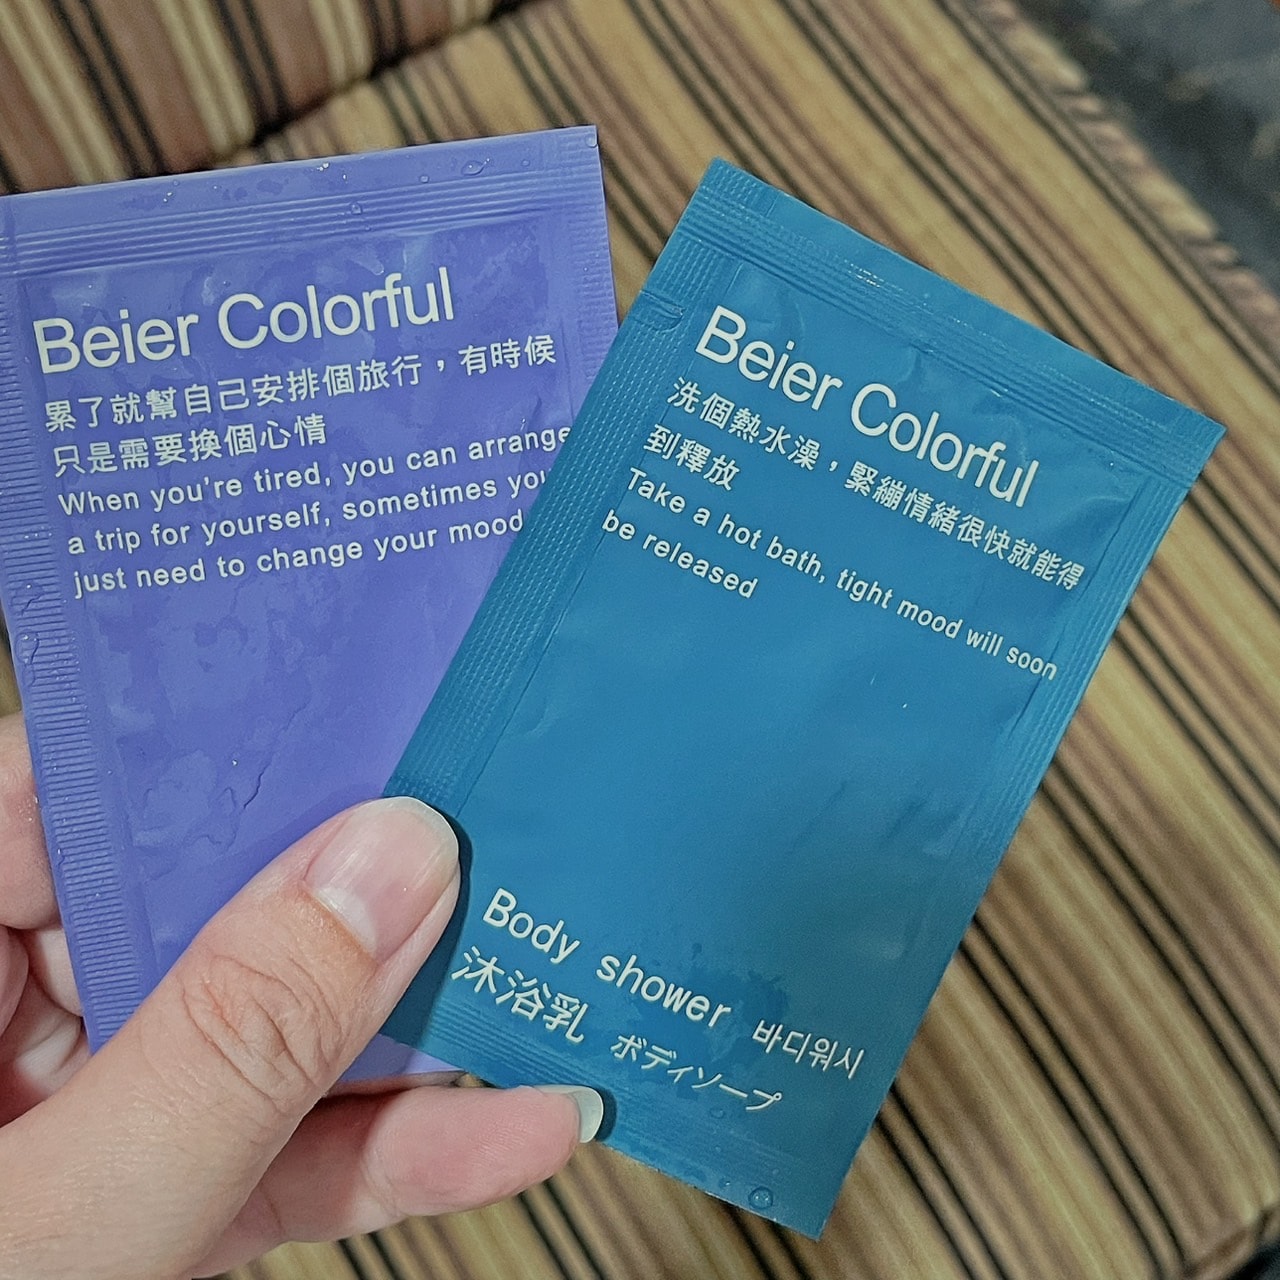 Beier Colorful
累了就幫自己安排個旅行，有時候
只是需要換個心情
When you're tired, you can arrange
a trip for yourself, sometimes you
just need to change your mood
Beier Colorful
洗個熱水澡，緊繃情緒很快就能得
到釋放
Take a hot bath, tight mood will soon
be released
Body shower 바디워시
沐浴乳 ボディソープ